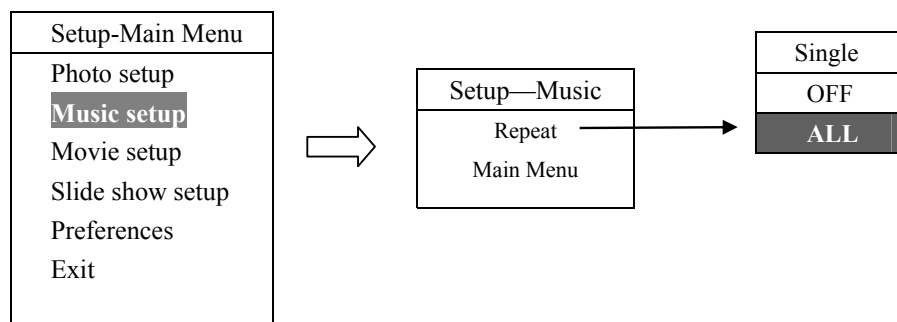 Setup-Main Menu
Photo setup
Music setup
Movie setup
Slide show setup
Preferences
Exit
Setup—Music
Repeat
Main Menu
Single
OFF
ALL